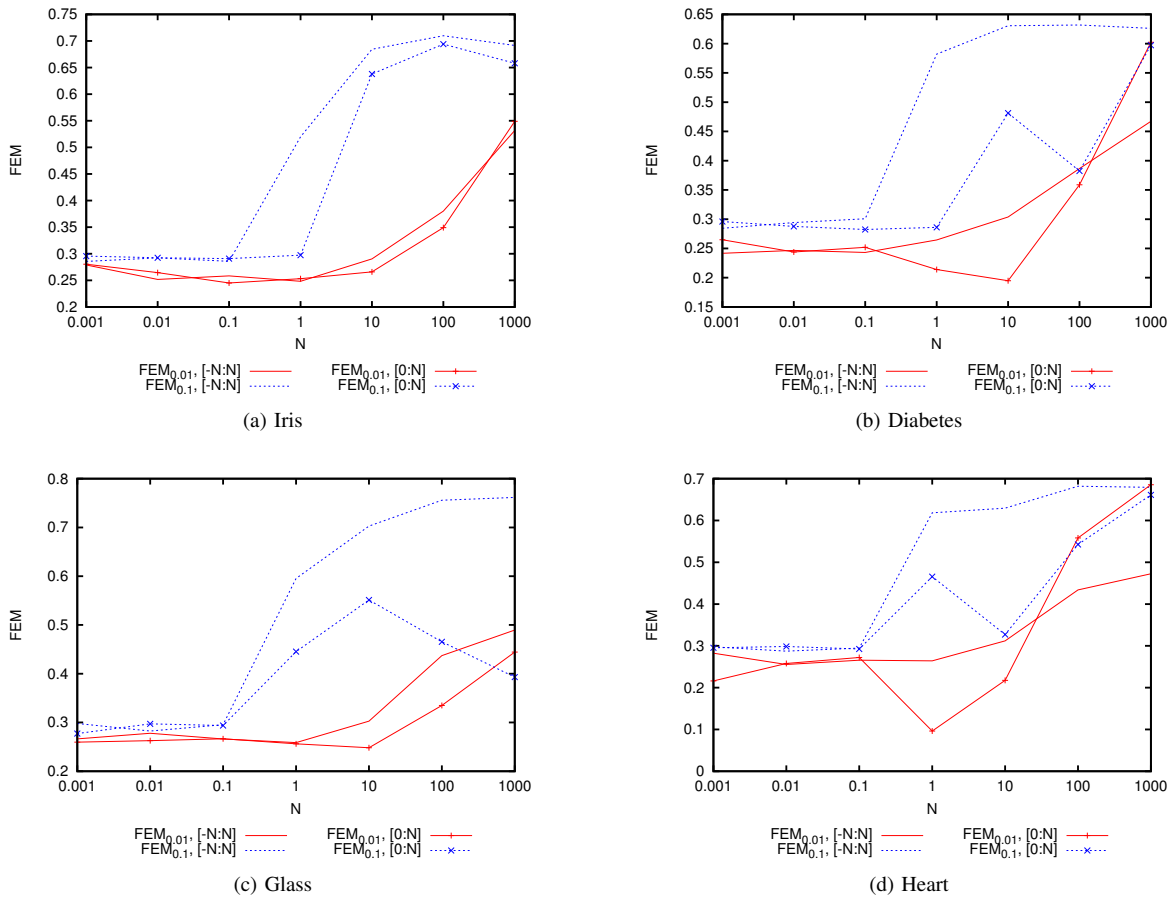 0.75
0.7
0.65
0.6
0.55
0.5
0.45
0.4
0.35
0.3
0.25
0.2
FEM
0.001 0.01 0.1 1 10 100 1000
N
FEM0.01, [-N:N] FEM0.01, [0:N]
FEM0.1, [-N:N] FEM0.1, [0:N]
(a) Iris
0.65
0.6
0.55
0.5
0.45
0.4
0.35
0.3
0.25
0.2
0.15
FEM
0.001 0.01 0.1 1 10 100 1000
N
FEM0.01, [-N:N] FEM0.01, [0:N]
FEM0.1, [-N:N] FEM0.1, [0:N]
(b) Diabetes
0.8
0.7
0.6
0.5
0.4
0.3
0.2
FEM
0.001 0.01 0.1 1 10 100 1000
N
FEM0.01, [-N:N] FEM0.01, [0:N]
FEM0.1, [-N:N] FEM0.1, [0:N]
(c) Glass
0.7
0.6
0.5
0.4
0.3
0.2
0.1
0
FEM
0.001 0.01 0.1 1 10 100 1000
N
FEM0.01, [-N:N] FEM0.01, [0:N]
FEM0.1, [-N:N] FEM0.1, [0:N]
(d) Heart